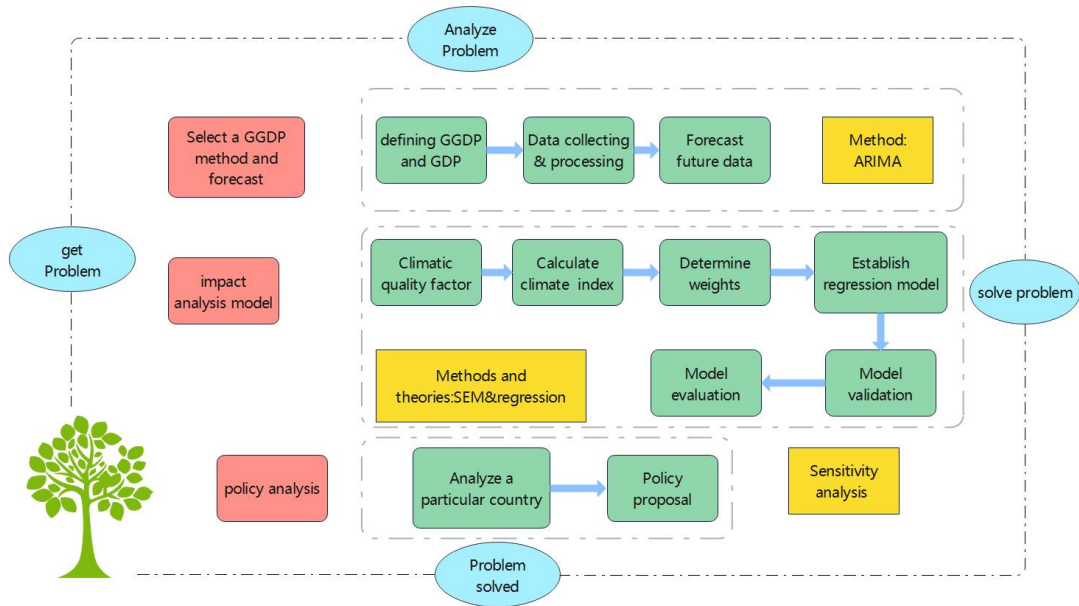 Analyze
Problem
Select a GGDP
method and
forecast
defining GGDP
and GDP
Data collecting
& processing
Forecast
future data
Method:
ARIMA
get
Problem
impact
analysis model
Climatic
quality factor
Calculate
climate index
Determine
weights
Establish
regression model
solve problem
Methods and
theories:SEM&regression
Model
evaluation
Model
validation
policy analysis
Analyze a
particular country
Policy
proposal
Sensitivity
analysis
Problem
solved